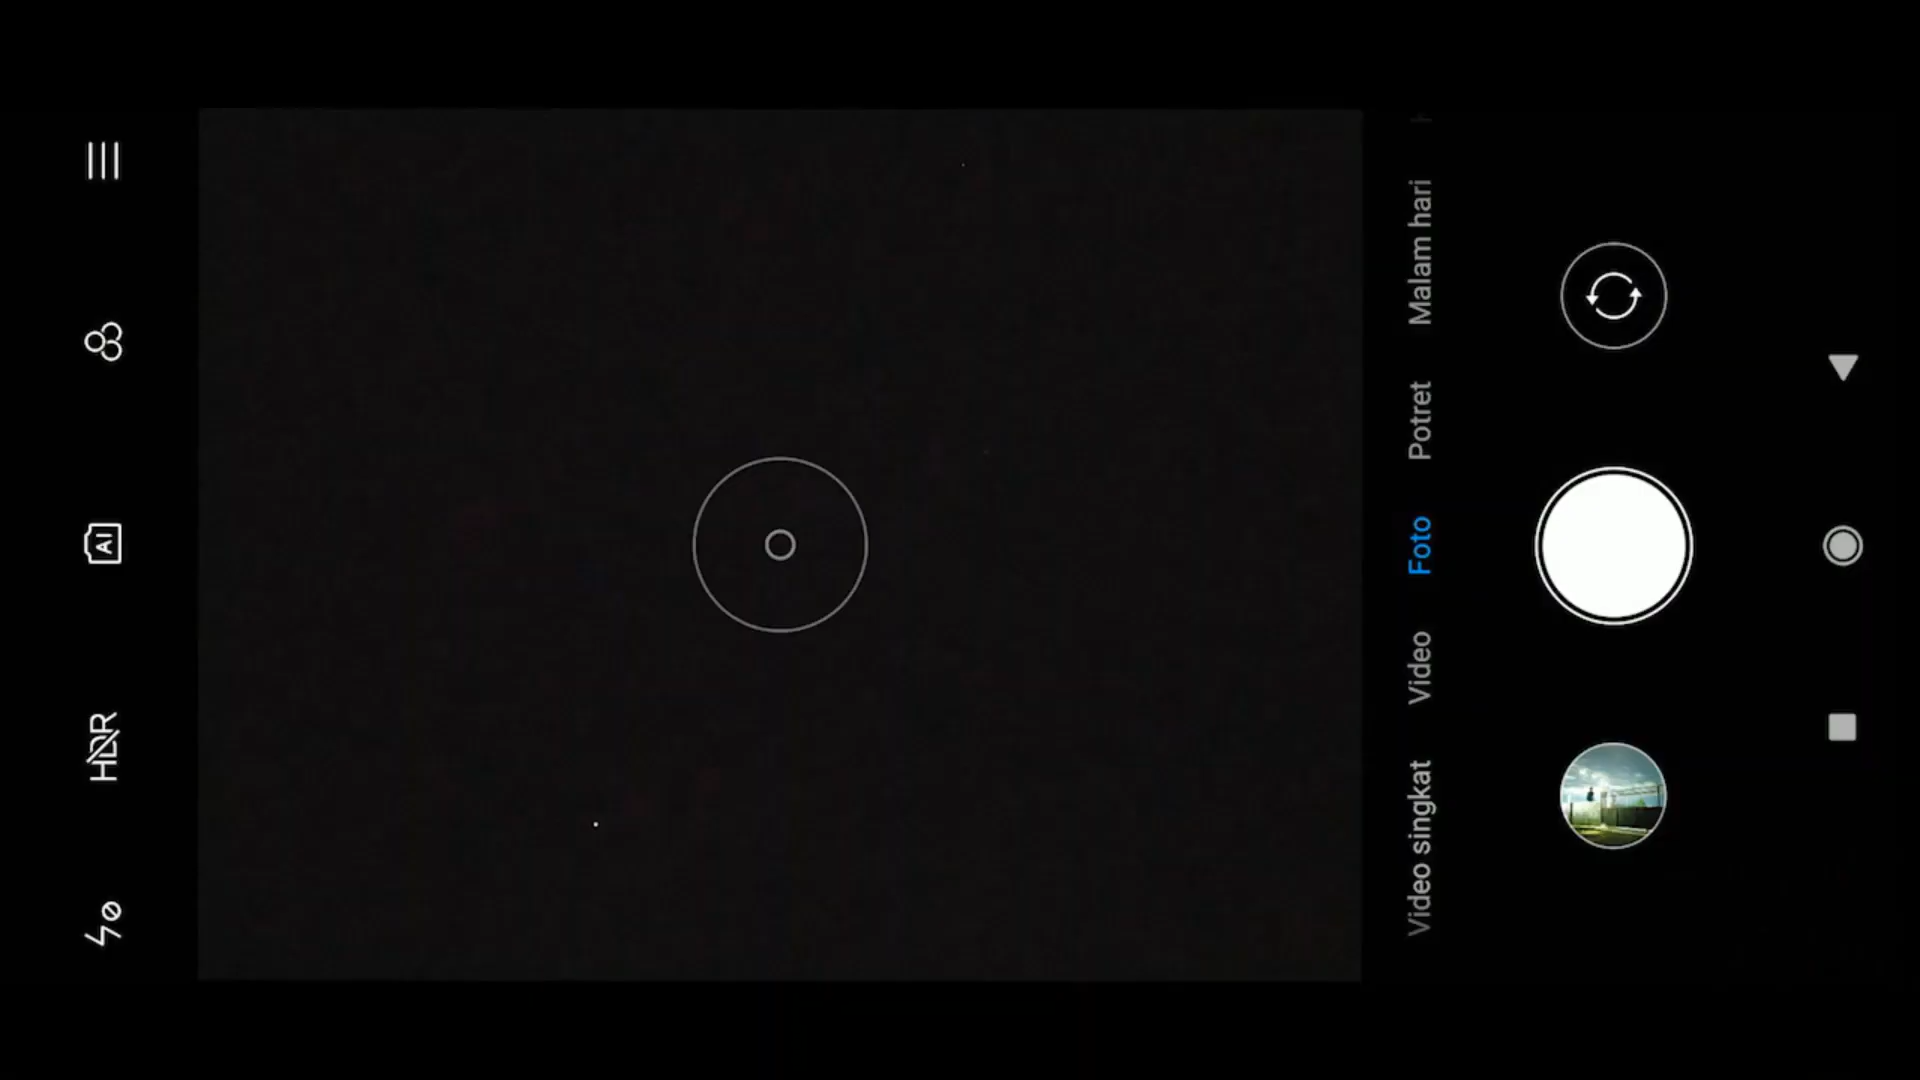 AI
HDR
Malam hari
Potret
Foto
Video
Video singkat